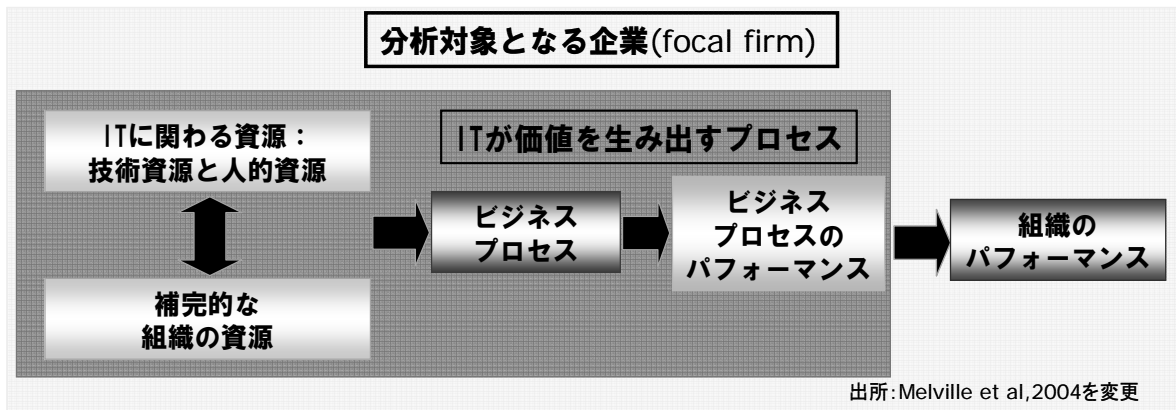 分析対象となる企業(focal firm)
ITに関わる資源：
技術資源と人的資源
ITが価値を生み出すプロセス
補完的な
組織の資源
ビジネス
プロセス
ビジネス
プロセスの
パフォーマンス
組織の
パフォーマンス
出所:Melville et al,2004を変更